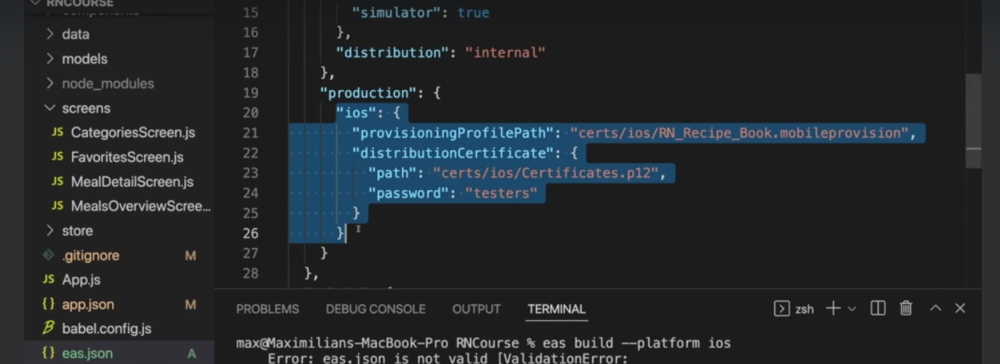 RNCOURSE
components
data
models
node_modules
screens
JS CategoriesScreen.js
JS FavoritesScreen.js
JS MealDetailScreen.js
JS MealsOverviewScree...
store
.gitignore M
JS App.js
{} app.json M
babel.config.js
{} eas.json A
15 "simulator": true
16 },
17 "distribution": "internal"
18 },
19 "production": {
20 "ios": {
21 "provisioningProfilePath": "certs/ios/RN_Recipe_Book.mobileprovision",
22 "distributionCertificate": {
23 "path": "certs/ios/Certificates.p12",
24 "password": "testers"
25 }
26 }
27 }
28 },
PROBLEMS DEBUG CONSOLE OUTPUT TERMINAL zsh
max@Maximilians-MacBook-Pro RNCourse % eas build --platform ios
Error: eas.json is not valid [ValidationError: